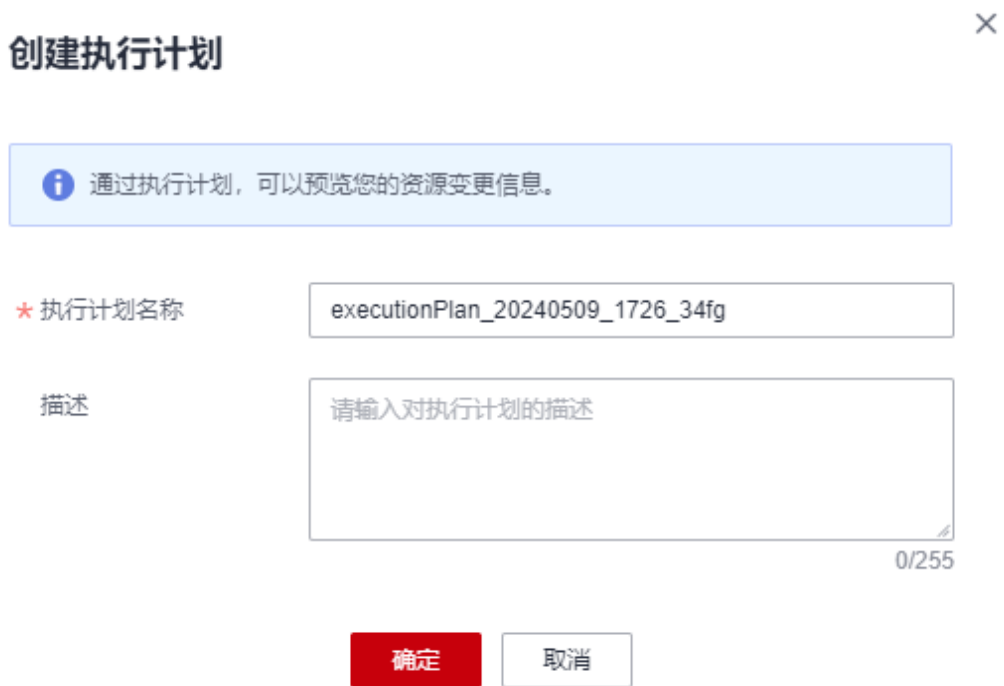 创建执行计划
通过执行计划，可以预览您的资源变更信息。
* 执行计划名称 executionPlan_20240509_1726_34fg
描述 请输入对执行计划的描述
0/255
确定 取消